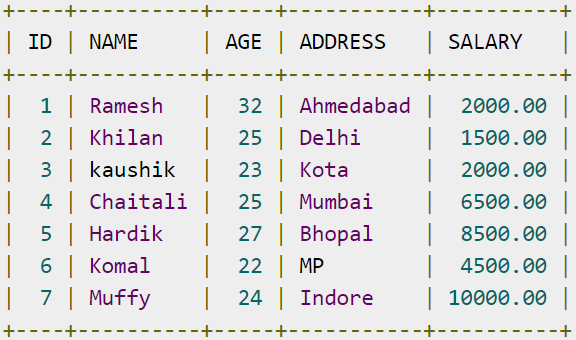 +----+----------+-----+-----------+----------+
| ID | NAME     | AGE | ADDRESS   | SALARY   |
+----+----------+-----+-----------+----------+
|  1 | Ramesh   |  32 | Ahmedabad |  2000.00 |
|  2 | Khilan   |  25 | Delhi     |  1500.00 |
|  3 | kaushik  |  23 | Kota      |  2000.00 |
|  4 | Chaitali |  25 | Mumbai    |  6500.00 |
|  5 | Hardik   |  27 | Bhopal    |  8500.00 |
|  6 | Komal    |  22 | MP        |  4500.00 |
|  7 | Muffy    |  24 | Indore    | 10000.00 |
+----+----------+-----+-----------+----------+